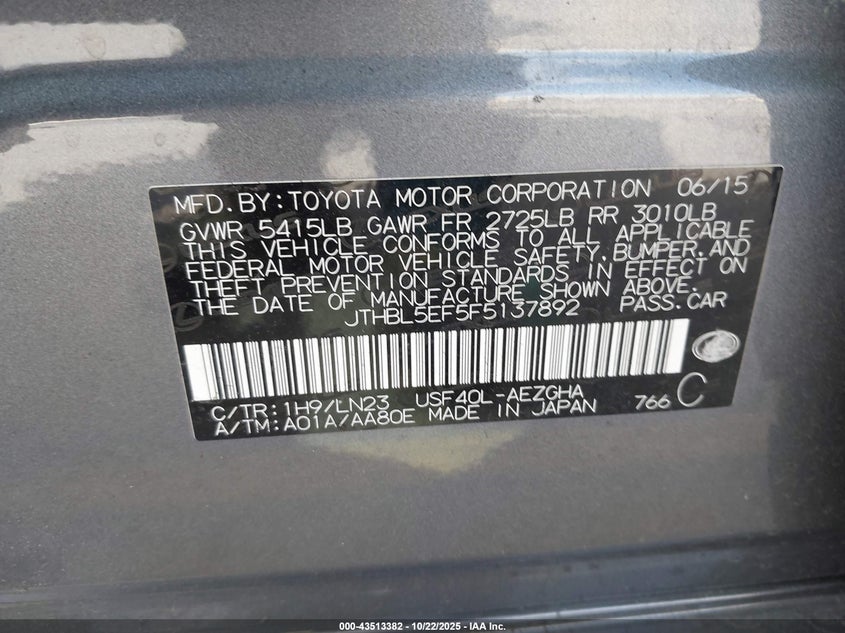 MFD.BY:TOYOTA MOTOR CORPORATION 06/15
GVWR 5415LB GAWR FR 2725LB RR 3010LB
THIS VEHICLE CONFORMS TO ALL APPLICABLE
FEDERAL MOTOR VEHICLE SAFETY,BUMPER,AND
THEFT PREVENTION STANDARDS IN EFFECT ON
THE DATE OF MANUFACTURE SHOWN ABOVE.
JTHBL5EF5F5137892 PASS.CAR
C/TR:1H9/LN23 USF40L-AEZGHA 766 C
A/TM:A01A/AA80E MADE IN JAPAN
000-43513382 - 10/22/2025 - IAA Inc.